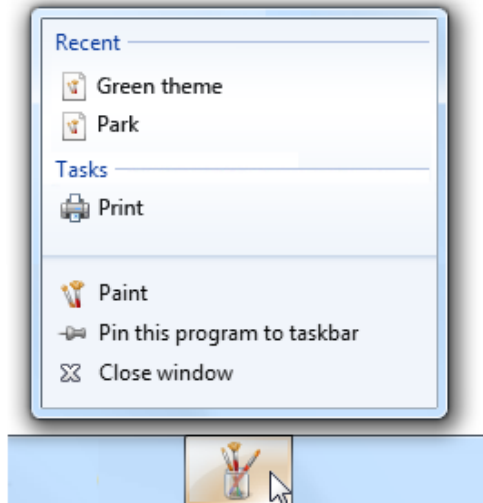 Recent
Green theme
Park
Tasks
Print
Paint
Pin this program to taskbar
Close window